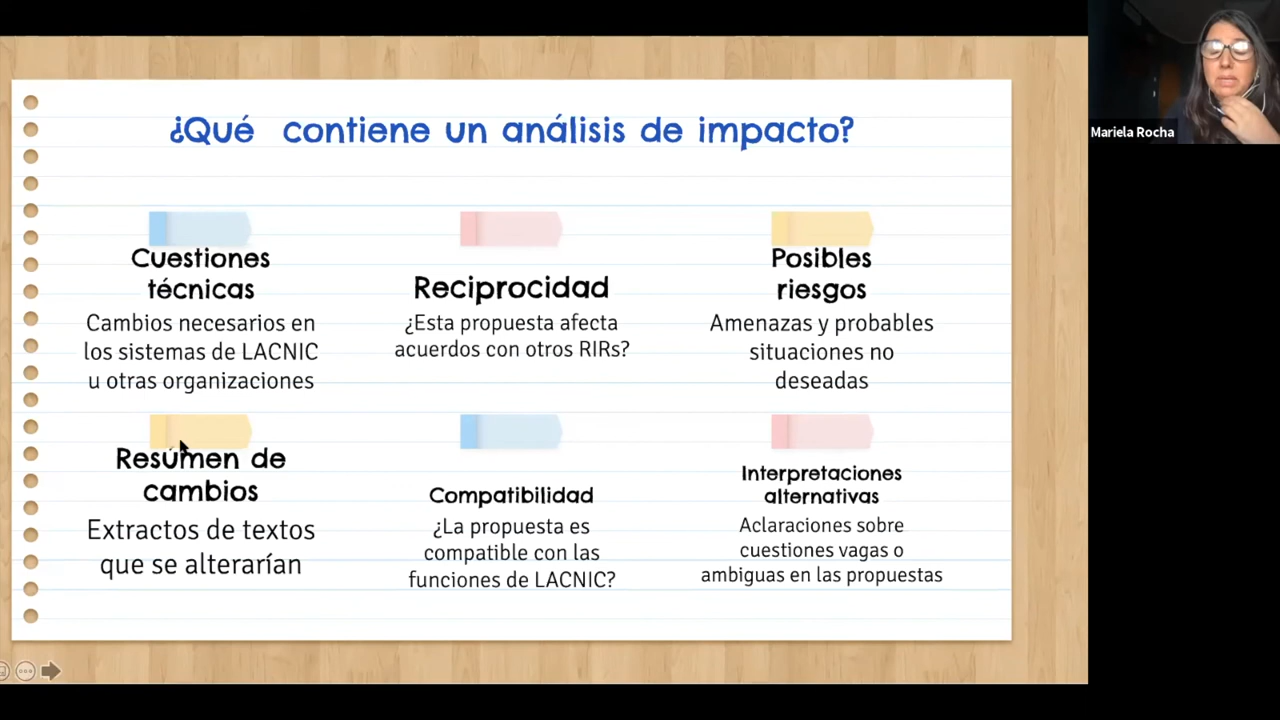 ¿Qué contiene un análisis de impacto?
Mariela Rocha
Cuestiones
técnicas
Cambios necesarios en
los sistemas de LACNIC
u otras organizaciones
Reciprocidad
¿Esta propuesta afecta
acuerdos con otros RIRs?
Posibles
riesgos
Amenazas y probables
situaciones no
deseadas
Resúmen de
cambios
Extractos de textos
que se alterarían
Compatibilidad
¿La propuesta es
compatible con las
funciones de LACNIC?
Interpretaciones
alternativas
Aclaraciones sobre
cuestiones vagas o
ambiguas en las propuestas